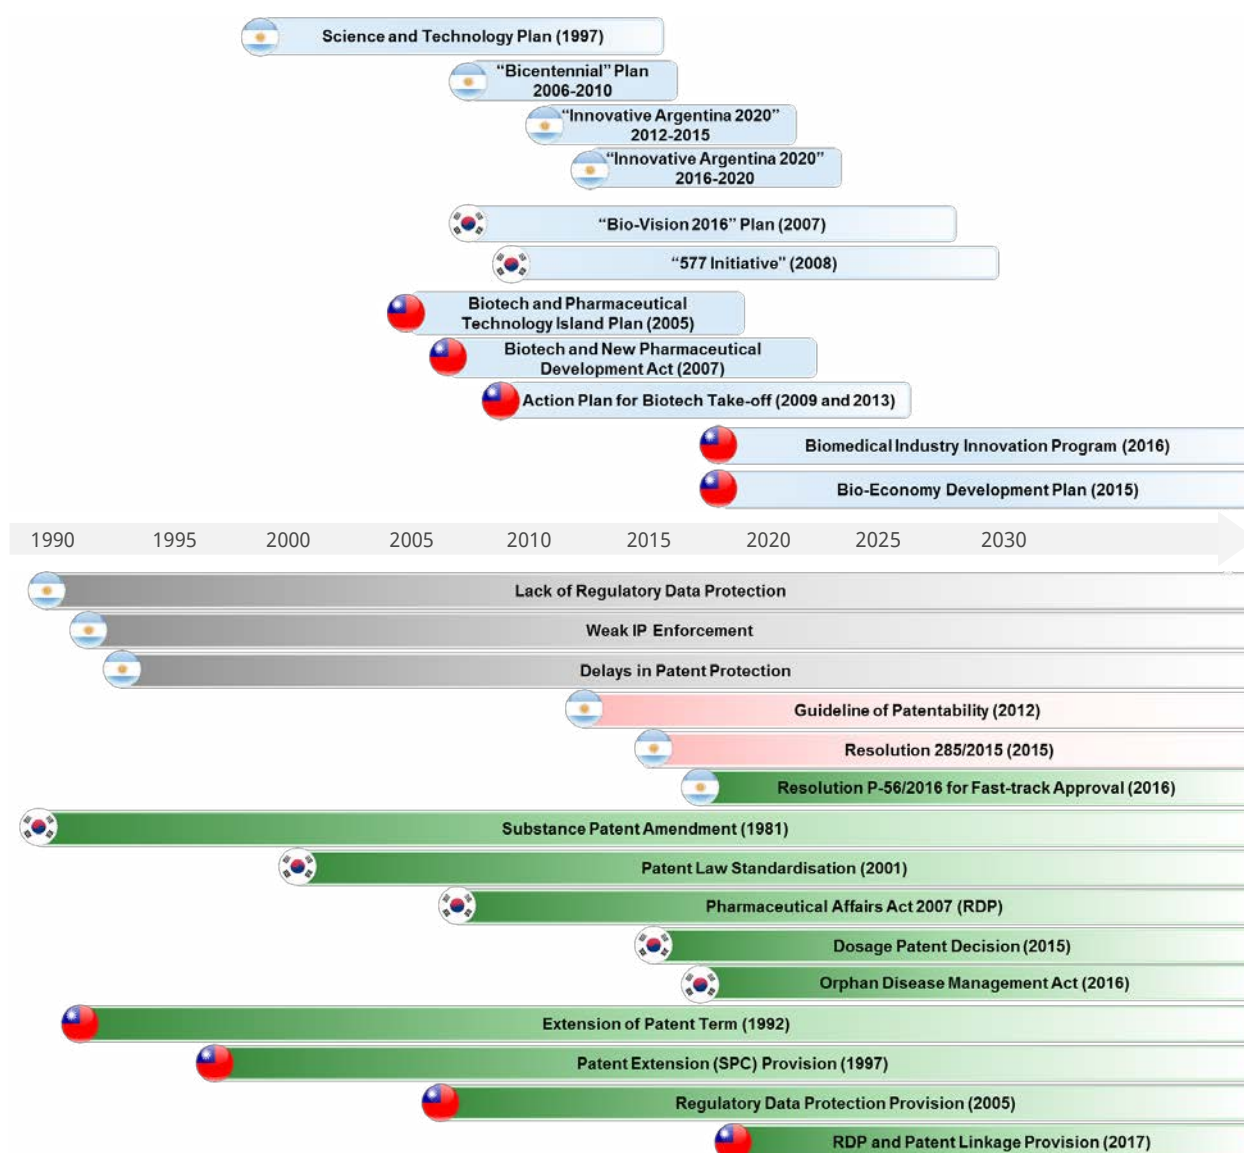 Science and Technology Plan (1997)
“Bicentennial” Plan
2006-2010
“Innovative Argentina 2020”
2012-2015
“Innovative Argentina 2020”
2016-2020
“Bio-Vision 2016” Plan (2007)
“577 Initiative” (2008)
Biotech and Pharmaceutical
Technology Island Plan (2005)
Biotech and New Pharmaceutical
Development Act (2007)
Action Plan for Biotech Take-off (2009 and 2013)
Biomedical Industry Innovation Program (2016)
Bio-Economy Development Plan (2015)
1990 1995 2000 2005 2010 2015 2020 2025 2030
Lack of Regulatory Data Protection
Weak IP Enforcement
Delays in Patent Protection
Guideline of Patentability (2012)
Resolution 285/2015 (2015)
Resolution P-56/2016 for Fast-track Approval (2016)
Substance Patent Amendment (1981)
Patent Law Standardisation (2001)
Pharmaceutical Affairs Act 2007 (RDP)
Dosage Patent Decision (2015)
Orphan Disease Management Act (2016)
Extension of Patent Term (1992)
Patent Extension (SPC) Provision (1997)
Regulatory Data Protection Provision (2005)
RDP and Patent Linkage Provision (2017)